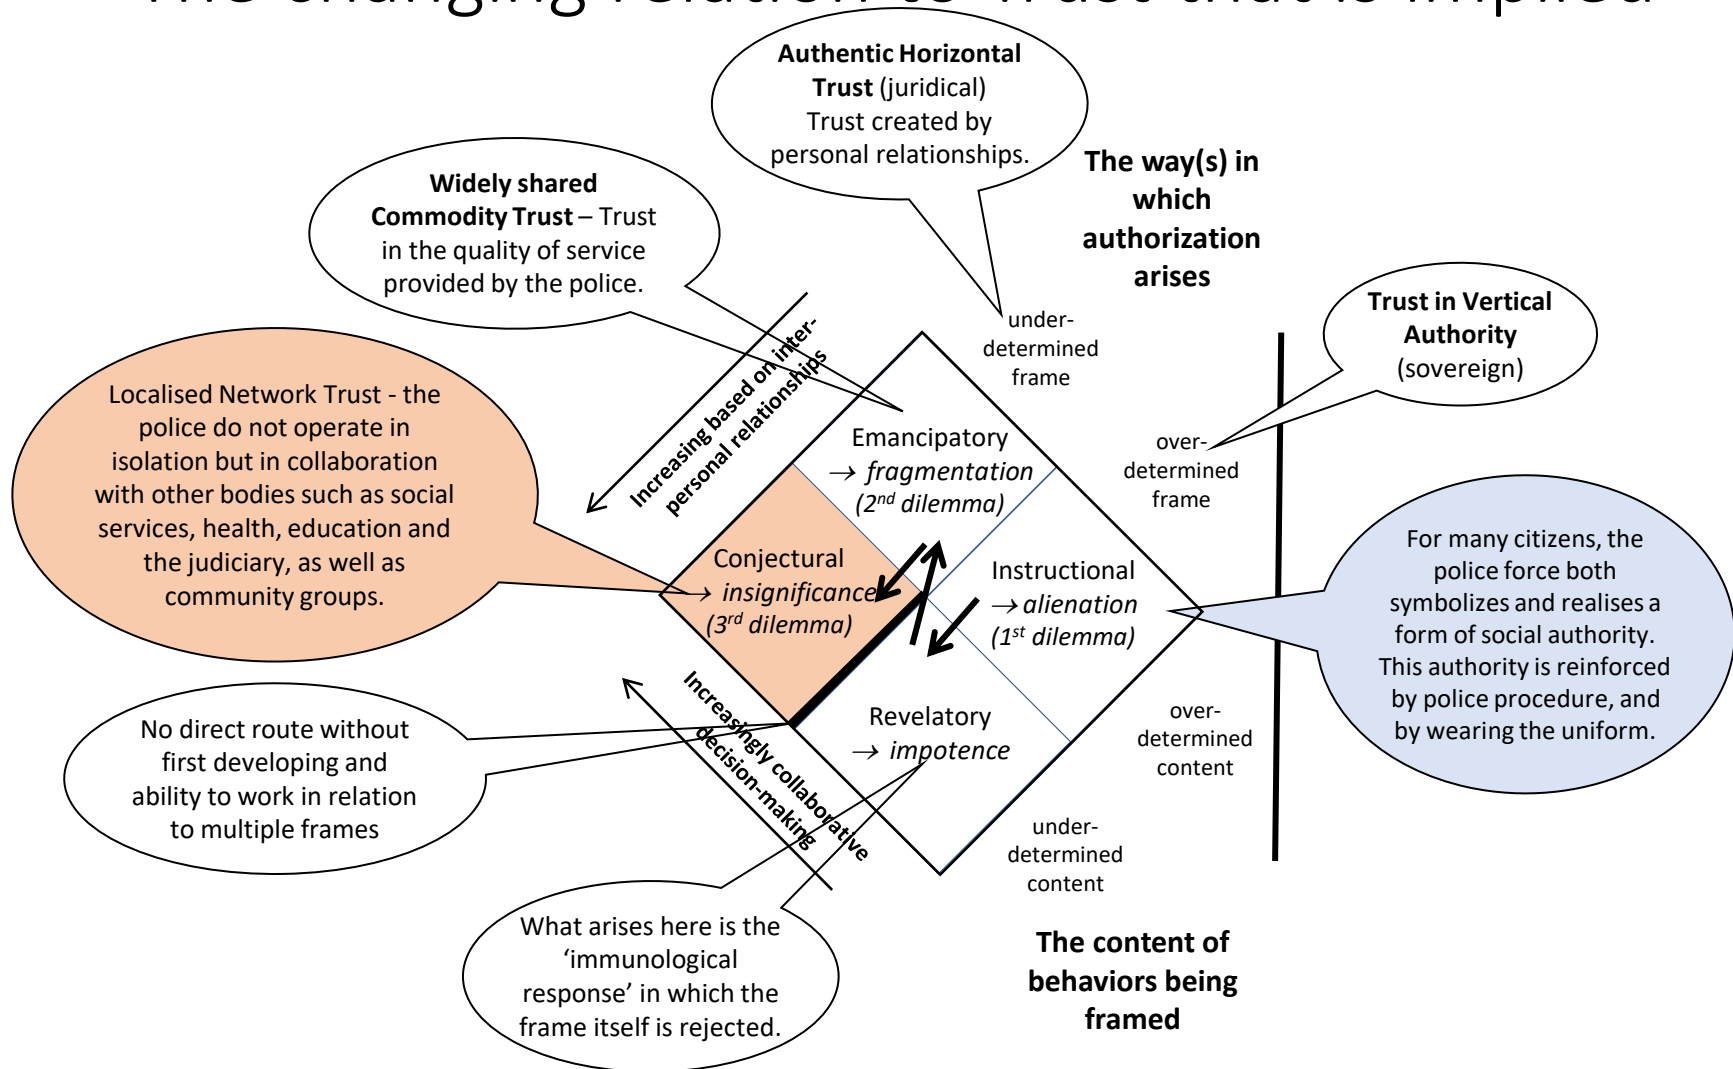 The changing relation to Trust that is implied
Authentic Horizontal
Trust (juridical)
Trust created by
personal relationships.
The way(s) in
which
authorization
arises
Widely shared
Commodity Trust – Trust
in the quality of service
provided by the police.
Trust in Vertical
Authority
(sovereign)
under-
determined
frame
over-
determined
frame
Increasing based on inter-
personal relationships
Localised Network Trust - the
police do not operate in
isolation but in collaboration
with other bodies such as social
services, health, education and
the judiciary, as well as
community groups.
Emancipatory
→ fragmentation
(2nd dilemma)
Conjectural
→ insignificance
(3rd dilemma)
Instructional
→ alienation
(1st dilemma)
Revelatory
→ impotence
For many citizens, the
police force both
symbolizes and realises a
form of social authority.
This authority is reinforced
by police procedure, and
by wearing the uniform.
No direct route without
first developing and
ability to work in relation
to multiple frames
Increasingly collaborative
decision-making
over-
determined
content
under-
determined
content
What arises here is the
‘immunological
response’ in which the
frame itself is rejected.
The content of
behaviors being
framed